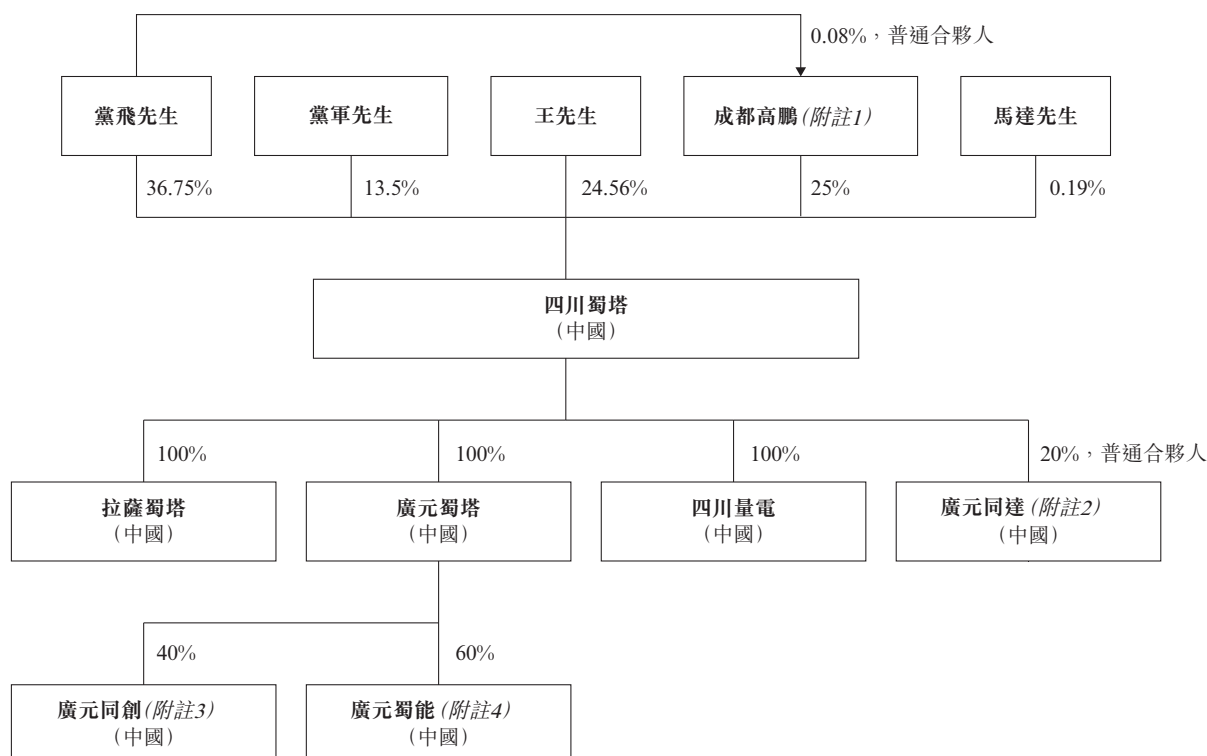 0.08%，普通合夥人
黨飛先生
黨軍先生
王先生
成都高鵬(附註1)
馬達先生
36.75%
13.5%
24.56%
25%
0.19%
四川蜀塔
（中國）
100%
100%
100%
20%，普通合夥人
拉薩蜀塔
（中國）
廣元蜀塔
（中國）
四川量電
（中國）
廣元同達(附註2)
（中國）
40%
60%
廣元同創(附註3)
（中國）
廣元蜀能(附註4)
（中國）